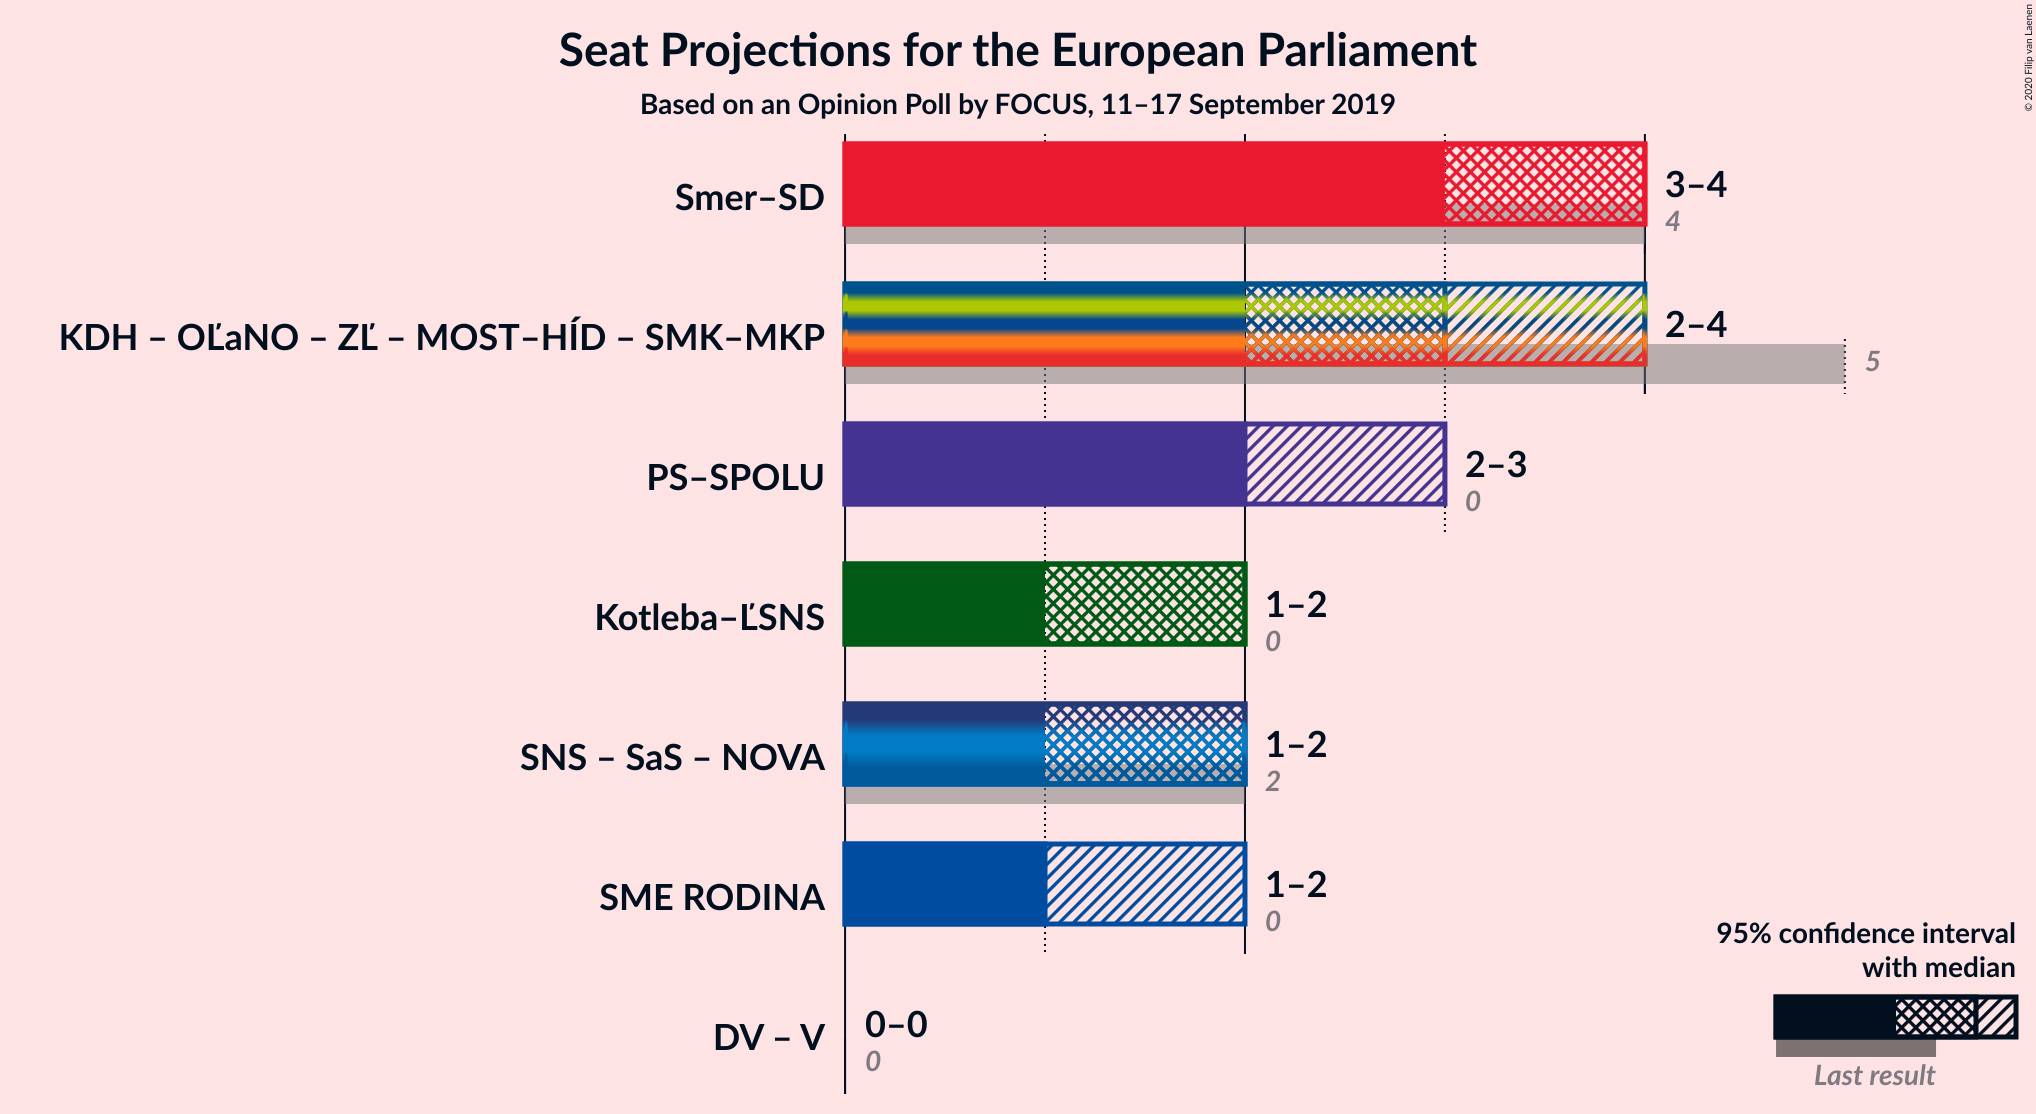 Seat Projections for the European Parliament
Based on an Opinion Poll by FOCUS, 11–17 September 2019
© 2020 Filip van Laenen
Smer–SD
3–4
4
KDH – OĽaNO – ZĽ – MOST–HÍD – SMK–MKP
2–4
5
PS–SPOLU
2–3
0
Kotleba–ĽSNS
1–2
0
SNS – SaS – NOVA
1–2
2
SME RODINA
1–2
0
DV – V
0–0
0
95% confidence interval
with median
Last result